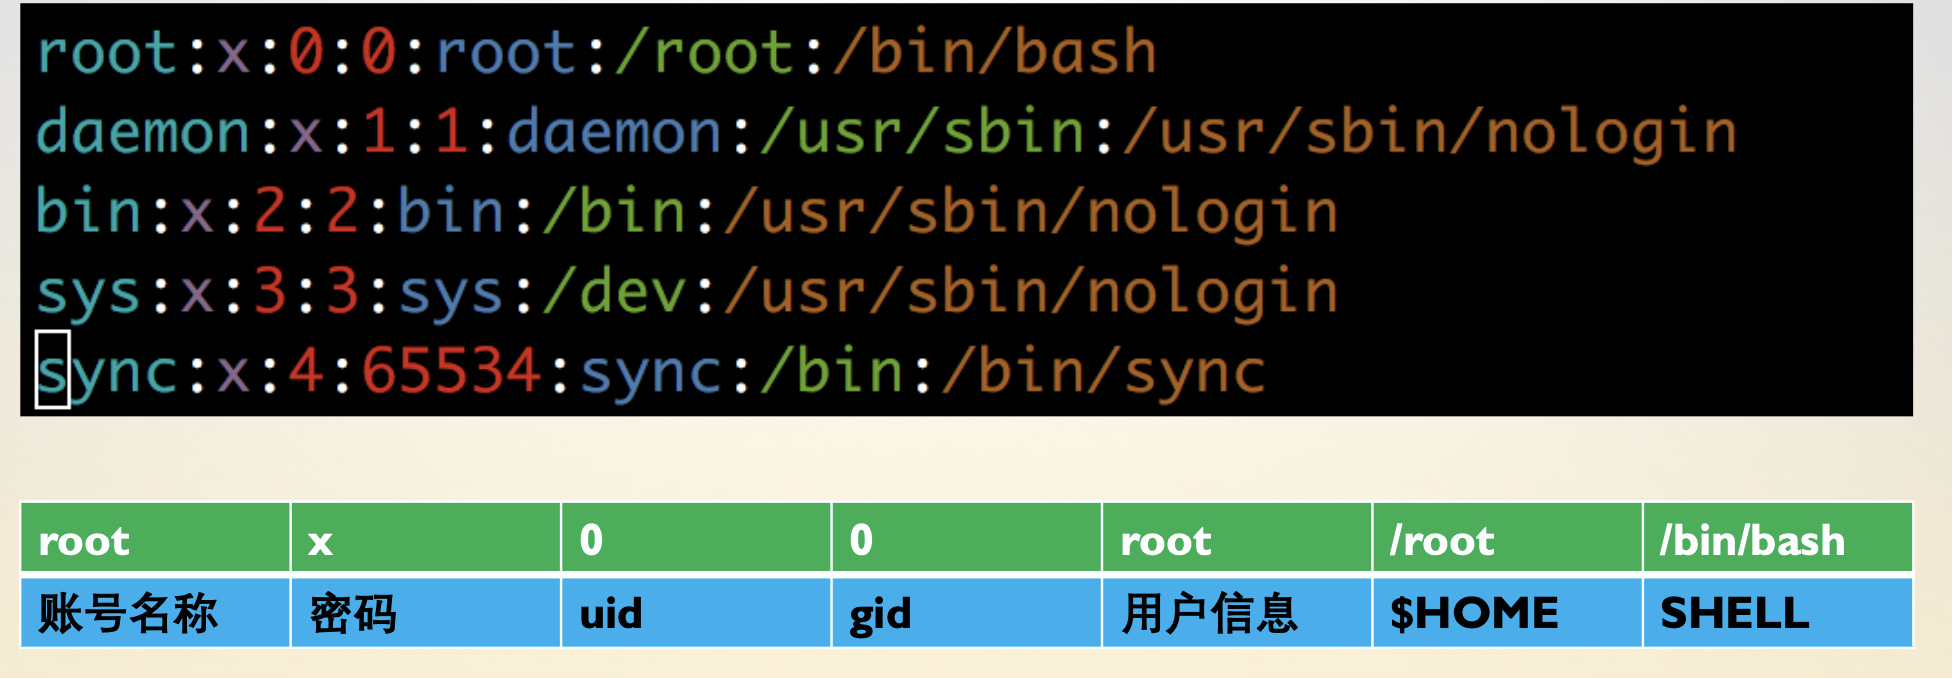 root:x:0:0:root:/root:/bin/bash
daemon:x:1:1:daemon:/usr/sbin:/usr/sbin/nologin
bin:x:2:2:bin:/bin:/usr/sbin/nologin
sys:x:3:3:sys:/dev:/usr/sbin/nologin
sync:x:4:65534:sync:/bin:/bin/sync
root x 0 0 root /root /bin/bash
账号名称 密码 uid gid 用户信息 $HOME SHELL